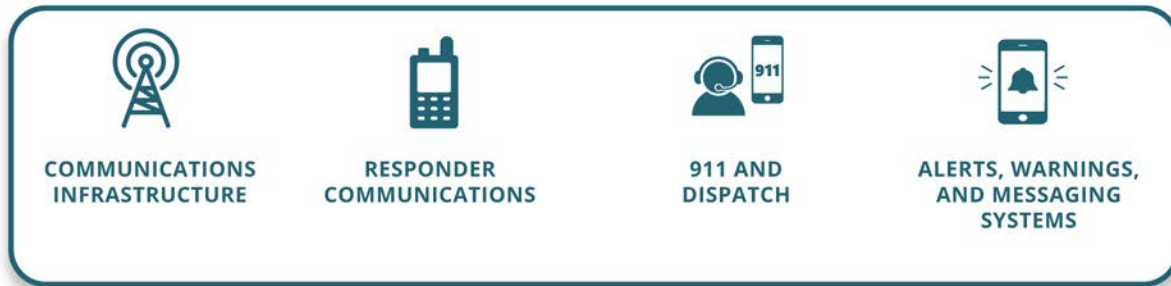 911
COMMUNICATIONS
INFRASTRUCTURE
RESPONDER
COMMUNICATIONS
911 AND
DISPATCH
ALERTS, WARNINGS,
AND MESSAGING
SYSTEMS